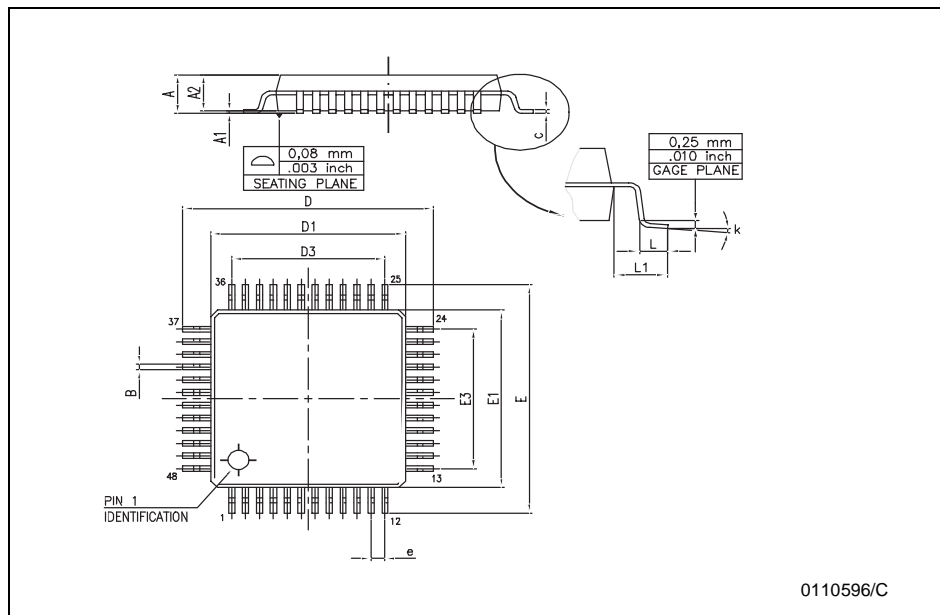 A
A2
A1
c
0,08 mm
.003 inch
SEATING PLANE
0,25 mm
.010 inch
GAGE PLANE
k
L
L1
D
D1
D3
36
25
37
24
B
E3
E1
E
48
13
PIN 1
IDENTIFICATION
1
12
e
0110596/C